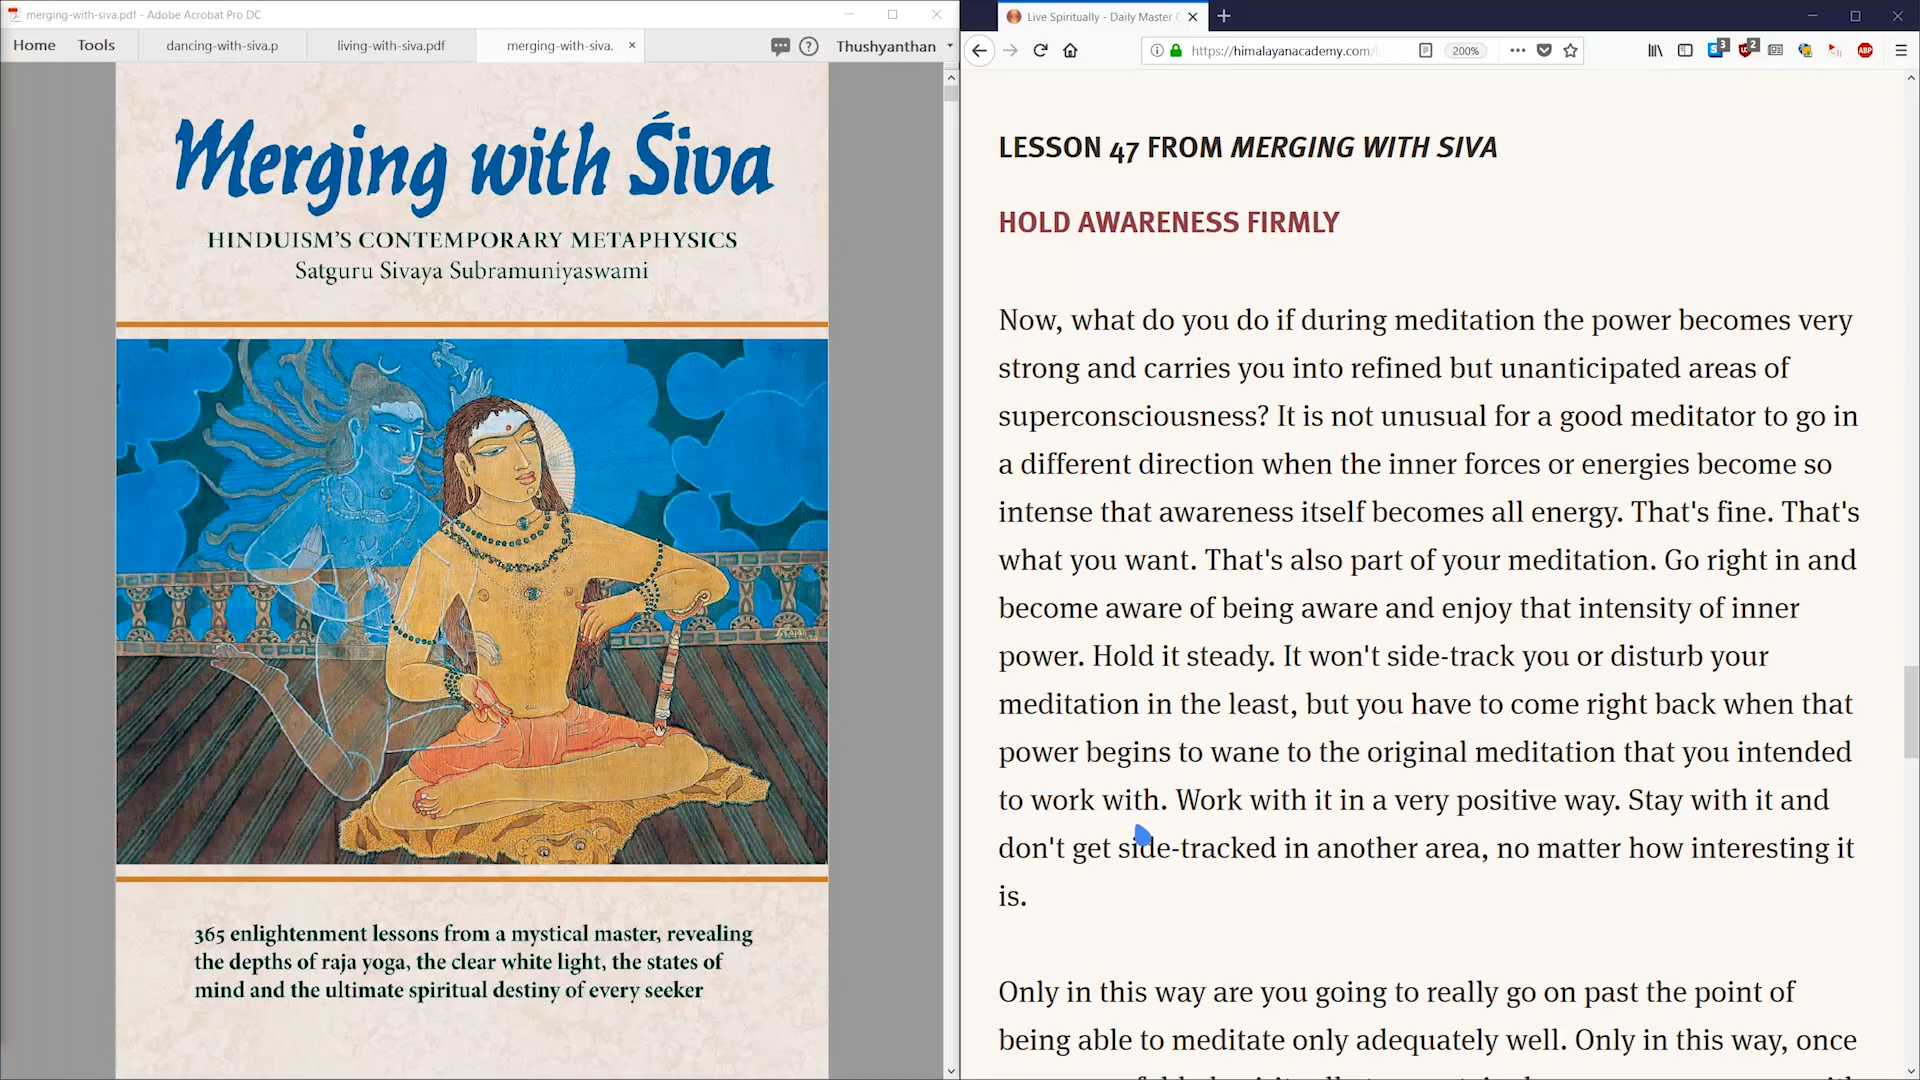 merging-with-siva.pdf - Adobe Acrobat Pro DC
Home Tools dancing-with-siva.p living-with-siva.pdf merging-with-siva. Thushyanthan
Merging with Śiva
HINDUISM'S CONTEMPORARY METAPHYSICS
Satguru Sivaya Subramuniyaswami
365 enlightenment lessons from a mystical master, revealing
the depths of raja yoga, the clear white light, the states of
mind and the ultimate spiritual destiny of every seeker
Live Spiritually - Daily Master
https://himalayanacademy.com/ 200% 3 2 ABP
LESSON 47 FROM MERGING WITH SIVA
HOLD AWARENESS FIRMLY
Now, what do you do if during meditation the power becomes very
strong and carries you into refined but unanticipated areas of
superconsciousness? It is not unusual for a good meditator to go in
a different direction when the inner forces or energies become so
intense that awareness itself becomes all energy. That's fine. That's
what you want. That's also part of your meditation. Go right in and
become aware of being aware and enjoy that intensity of inner
power. Hold it steady. It won't side-track you or disturb your
meditation in the least, but you have to come right back when that
power begins to wane to the original meditation that you intended
to work with. Work with it in a very positive way. Stay with it and
don't get side-tracked in another area, no matter how interesting it
is.
Only in this way are you going to really go on past the point of
being able to meditate only adequately well. Only in this way, once